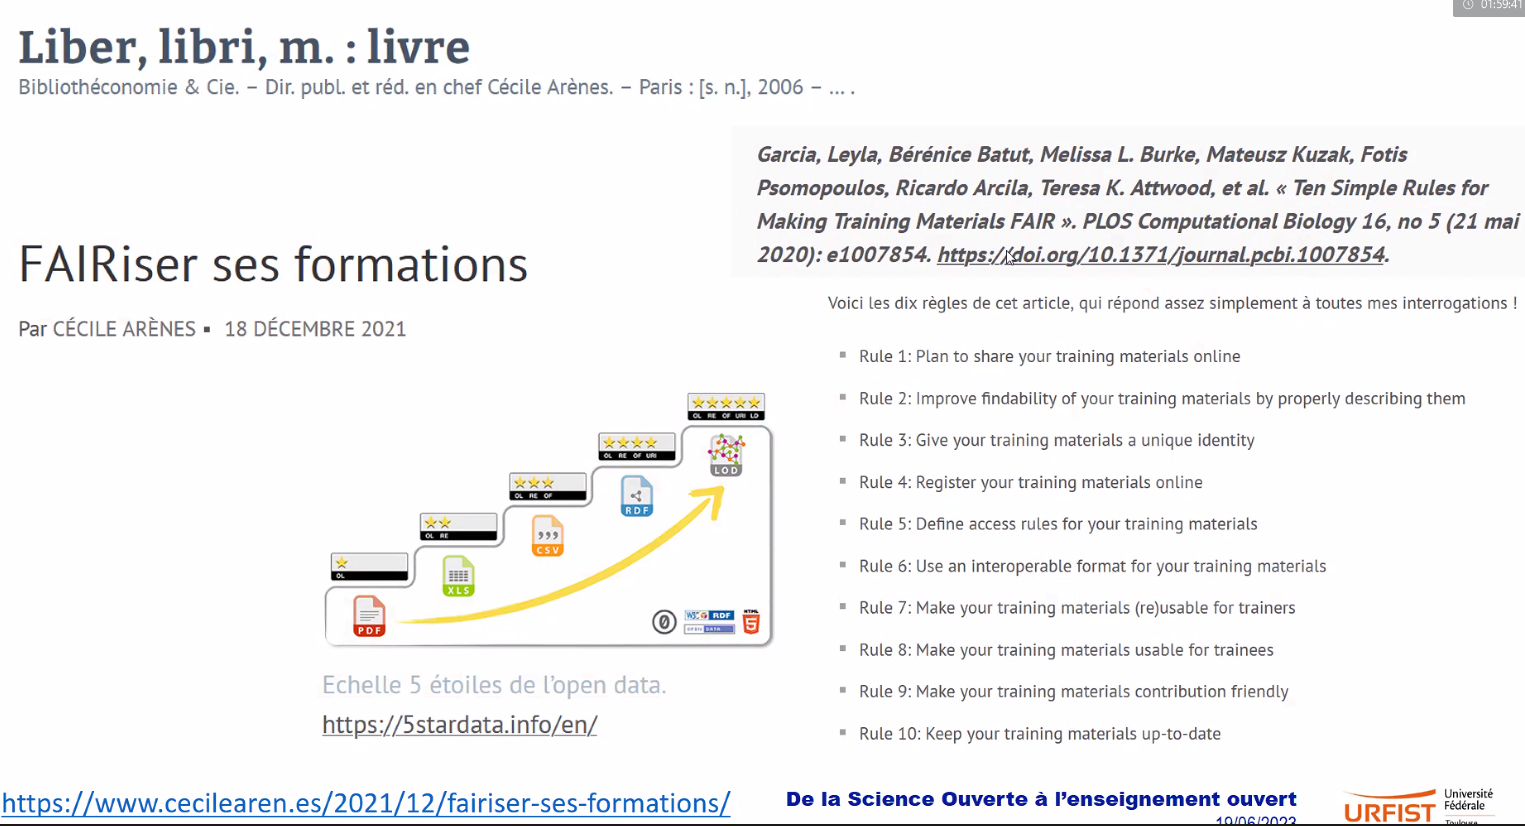 01:59:41
Liber, libri, m. : livre
Bibliothéconomie & Cie. – Dir. publ. et réd. en chef Cécile Arènes. – Paris : [s. n.], 2006 – ... .
Garcia, Leyla, Bérénice Batut, Melissa L. Burke, Mateusz Kuzak, Fotis
Psomopoulos, Ricardo Arcila, Teresa K. Attwood, et al. « Ten Simple Rules for
Making Training Materials FAIR ». PLOS Computational Biology 16, no 5 (21 mai
2020): e1007854. https://doi.org/10.1371/journal.pcbi.1007854.
FAIRiser ses formations
Par CÉCILE ARÈNES ▪ 18 DÉCEMBRE 2021
Voici les dix règles de cet article, qui répond assez simplement à toutes mes interrogations !
Rule 1: Plan to share your training materials online
Rule 2: Improve findability of your training materials by properly describing them
Rule 3: Give your training materials a unique identity
Rule 4: Register your training materials online
Rule 5: Define access rules for your training materials
Rule 6: Use an interoperable format for your training materials
Rule 7: Make your training materials (re)usable for trainers
Rule 8: Make your training materials usable for trainees
Rule 9: Make your training materials contribution friendly
Rule 10: Keep your training materials up-to-date
OL RE OF URI LD
LOD
OL RE OF URI
RDF
OL RE OF
CSV
OL RE
XLS
OL
PDF
W3C RDF
OPEN DATA
HTML
5
Echelle 5 étoiles de l'open data.
https://5stardata.info/en/
https://www.cecilearen.es/2021/12/fairiser-ses-formations/
De la Science Ouverte à l'enseignement ouvert
19/06/2023
URFIST
Université
Fédérale
Toulouse